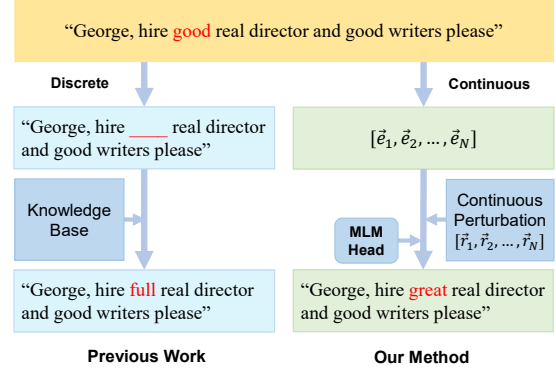 “George, hire good real director and good writers please”
Discrete
Continuous
“George, hire ____ real director
and good writers please”
[e⃗₁, e⃗₂, …, e⃗_N]
Knowledge
Base
MLM
Head
Continuous
Perturbation
[r⃗₁, r⃗₂, …, r⃗_N]
“George, hire full real director
and good writers please”
“George, hire great real director
and good writers please”
Previous Work
Our Method